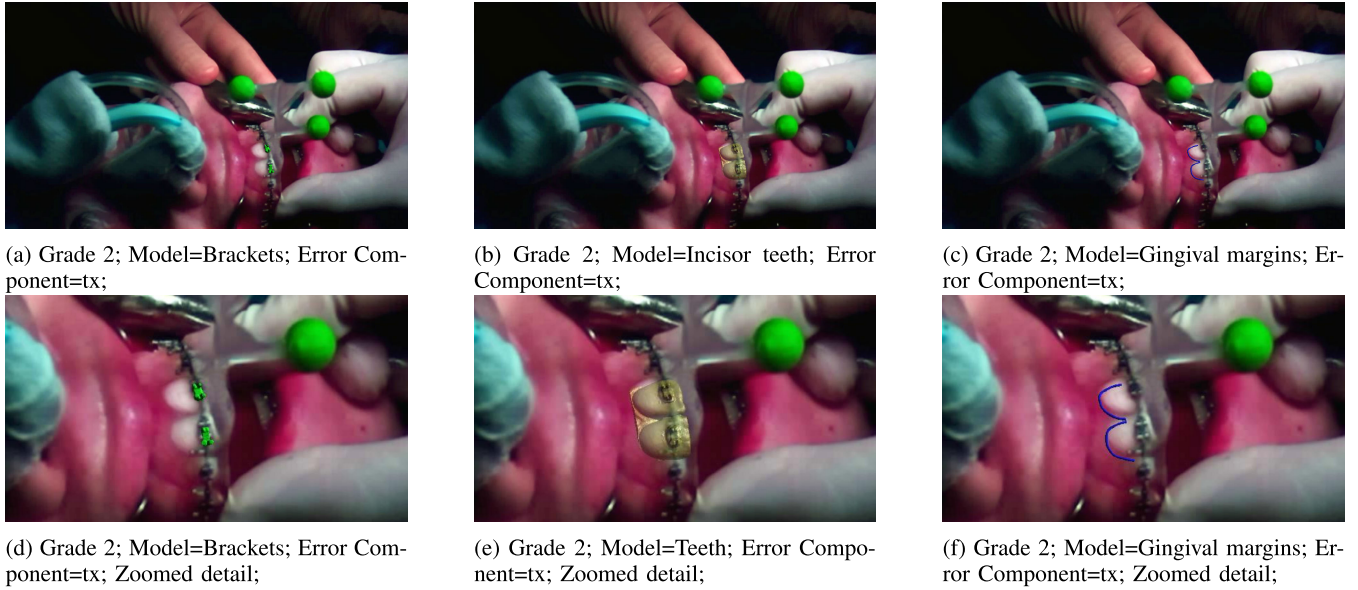 (a) Grade 2; Model=Brackets; Error Com-
ponent=tx;
(b) Grade 2; Model=Incisor teeth; Error
Component=tx;
(c) Grade 2; Model=Gingival margins; Er-
ror Component=tx;
(d) Grade 2; Model=Brackets; Error Com-
ponent=tx; Zoomed detail;
(e) Grade 2; Model=Teeth; Error Compo-
nent=tx; Zoomed detail;
(f) Grade 2; Model=Gingival margins; Er-
ror Component=tx; Zoomed detail;